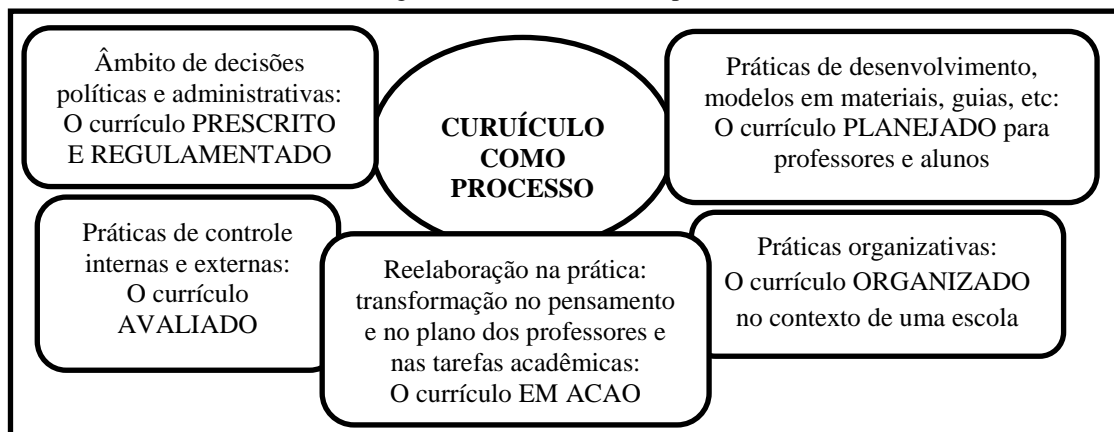 Âmbito de decisões
políticas e administrativas:
O currículo PRESCRITO
E REGULAMENTADO
CURUÍCULO
COMO
PROCESSO
Práticas de desenvolvimento,
modelos em materiais, guias, etc:
O currículo PLANEJADO para
professores e alunos
Práticas de controle
internas e externas:
O currículo
AVALIADO
Reelaboração na prática:
transformação no pensamento
e no plano dos professores e
nas tarefas acadêmicas:
O currículo EM ACAO
Práticas organizativas:
O currículo ORGANIZADO
no contexto de uma escola